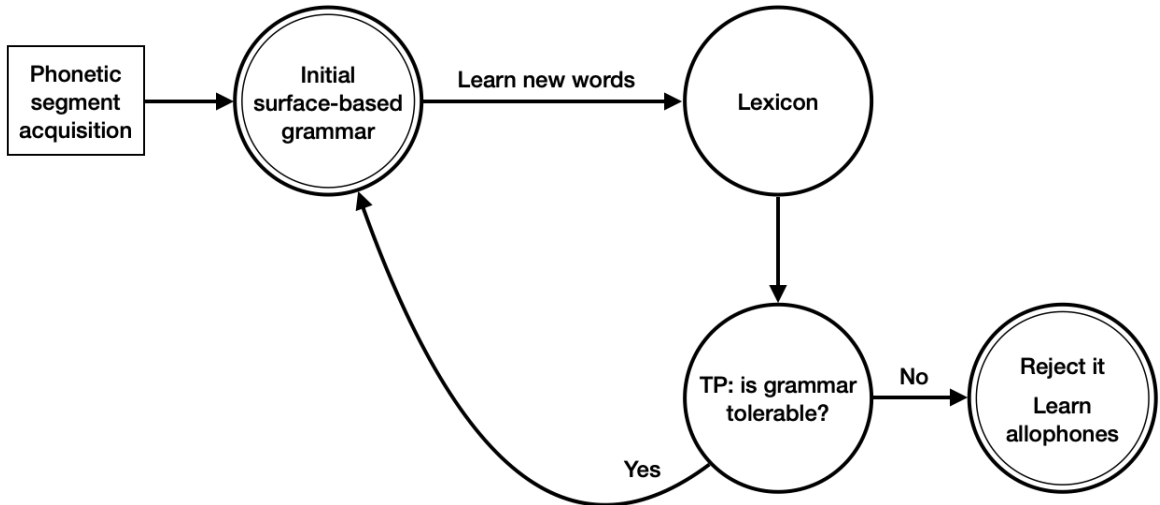 Phonetic
segment
acquisition
Initial
surface-based
grammar
Learn new words
Lexicon
TP: is grammar
tolerable?
No
Reject it
Learn
allophones
Yes